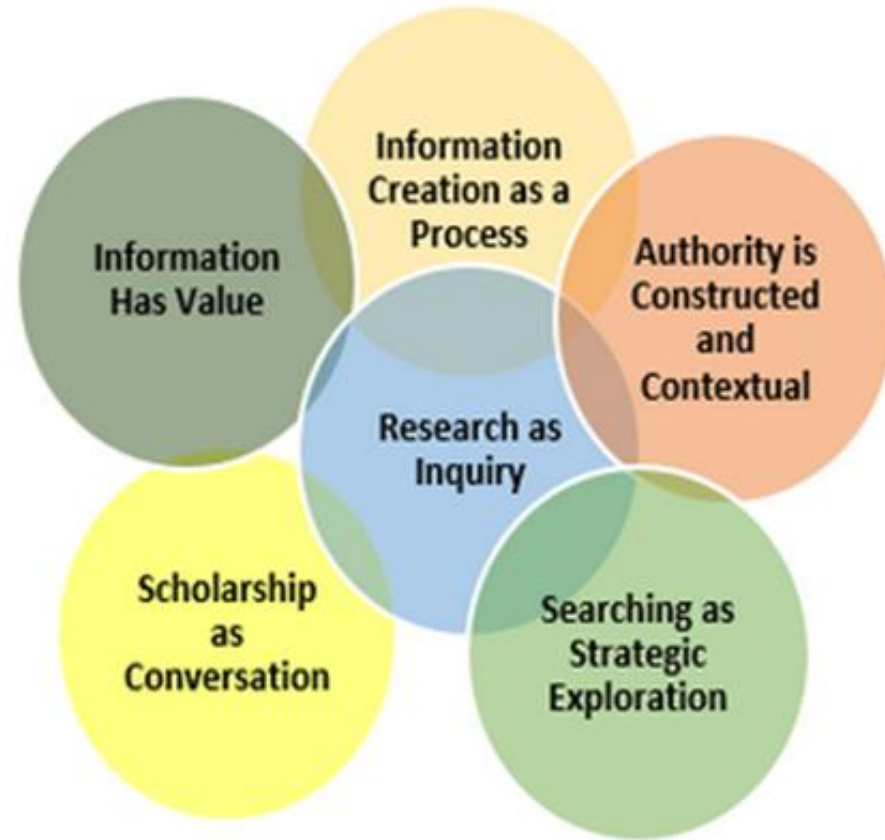 Information
Creation as a
Process
Information
Has Value
Authority is
Constructed
and
Contextual
Research as
Inquiry
Scholarship
as
Conversation
Searching as
Strategic
Exploration